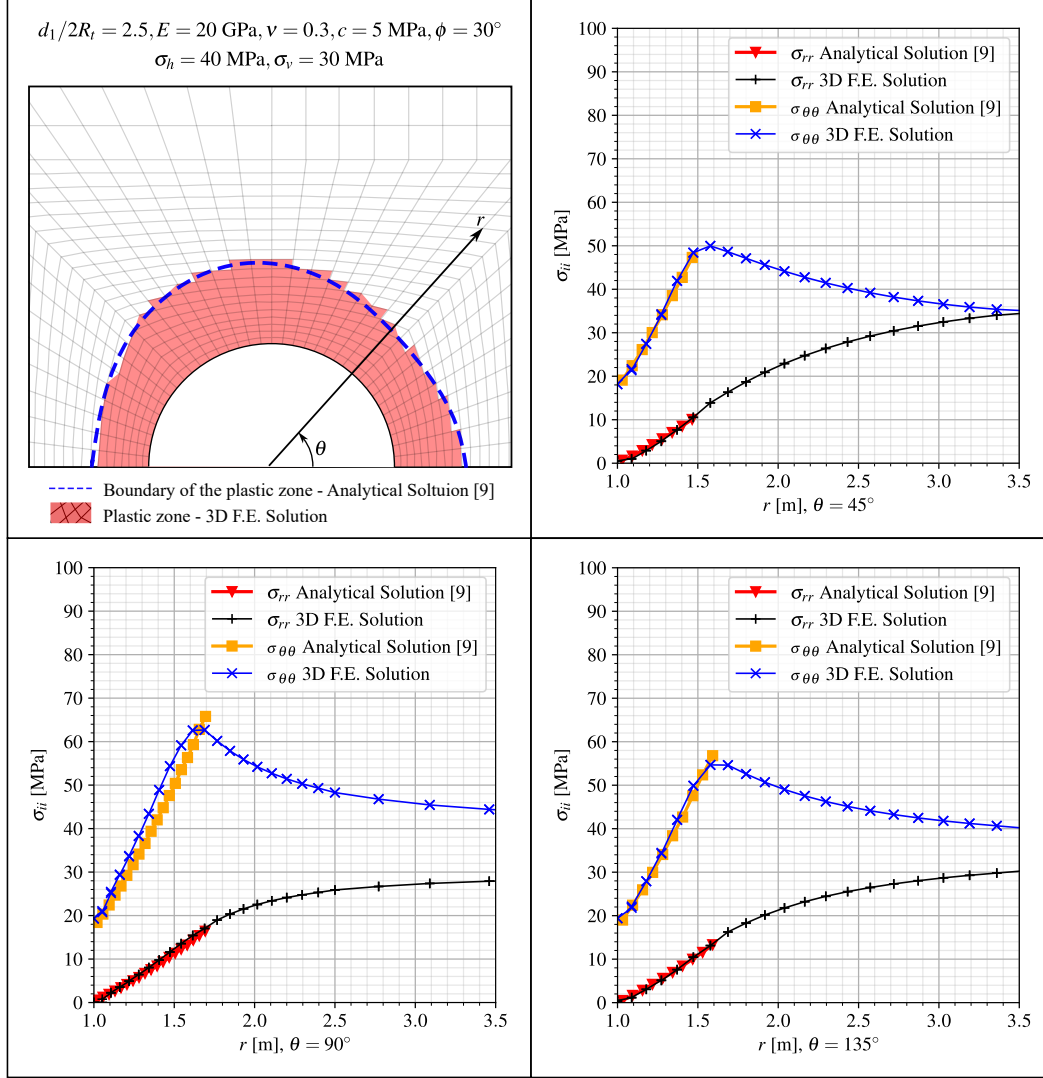 d₁/2Rₜ = 2.5, E = 20 GPa, ν = 0.3, c = 5 MPa, ϕ = 30°
σₕ = 40 MPa, σᵥ = 30 MPa
r
θ
Boundary of the plastic zone - Analytical Soltuion [9]
Plastic zone - 3D F.E. Solution
100
90
80
70
60
50
40
30
20
10
0
σᵢᵢ [MPa]
σrr Analytical Solution [9]
σrr 3D F.E. Solution
σθθ Analytical Solution [9]
σθθ 3D F.E. Solution
1.0 1.5 2.0 2.5 3.0 3.5
r [m], θ = 45°
100
90
80
70
60
50
40
30
20
10
0
σᵢᵢ [MPa]
σrr Analytical Solution [9]
σrr 3D F.E. Solution
σθθ Analytical Solution [9]
σθθ 3D F.E. Solution
1.0 1.5 2.0 2.5 3.0 3.5
r [m], θ = 90°
100
90
80
70
60
50
40
30
20
10
0
σᵢᵢ [MPa]
σrr Analytical Solution [9]
σrr 3D F.E. Solution
σθθ Analytical Solution [9]
σθθ 3D F.E. Solution
1.0 1.5 2.0 2.5 3.0 3.5
r [m], θ = 135°